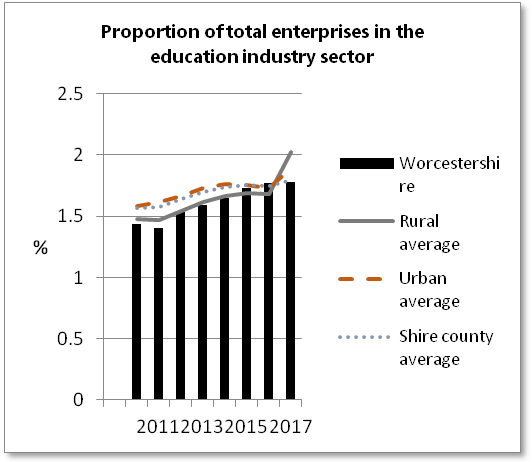 Proportion of total enterprises in the
education industry sector
2.5
2
1.5
1
0.5
0
%
2011 2013 2015 2017
Worcestershi
re
Rural
average
Urban
average
Shire county
average